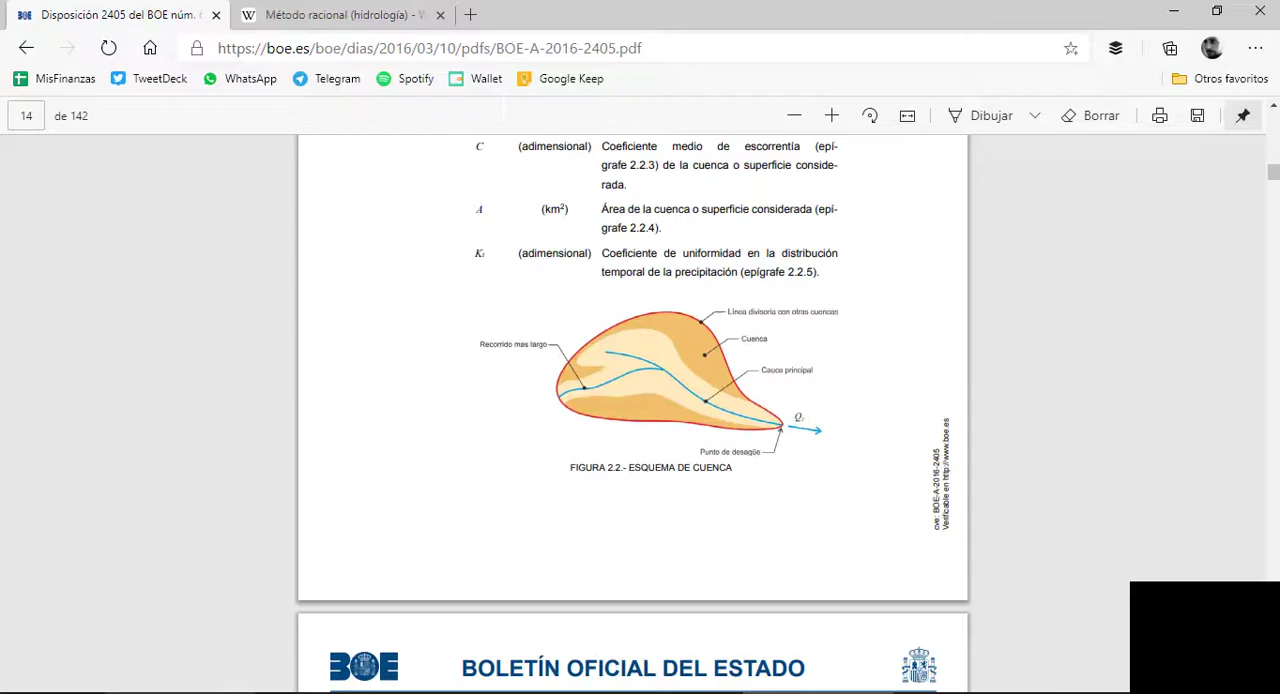 Disposición 2405 del BOE núm. 6
Método racional (hidrología) - W
https://boe.es/boe/dias/2016/03/10/pdfs/BOE-A-2016-2405.pdf
MisFinanzas
TweetDeck
WhatsApp
Telegram
Spotify
Wallet
Google Keep
Otros favoritos
14 de 142
Dibujar
Borrar
C (adimensional) Coeficiente medio de escorrentía (epí-
grafe 2.2.3) de la cuenca o superficie conside-
rada.
A (km²) Área de la cuenca o superficie considerada (epí-
grafe 2.2.4).
Kt (adimensional) Coeficiente de uniformidad en la distribución
temporal de la precipitación (epígrafe 2.2.5).
Línea divisoria con otras cuencas
Cuenca
Recorrido mas largo
Cauce principal
Punto de desagüe
FIGURA 2.2.- ESQUEMA DE CUENCA
cve: BOE-A-2016-2405
Verificable en http://www.boe.es
BOE
BOLETÍN OFICIAL DEL ESTADO